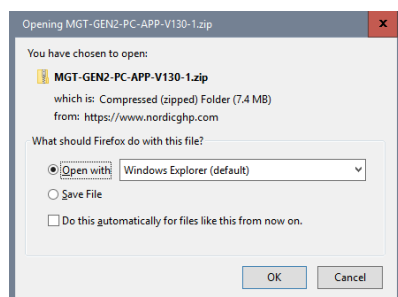 Opening MGT-GEN2-PC-APP-V130-1.zip
x
You have chosen to open:
MGT-GEN2-PC-APP-V130-1.zip
which is: Compressed (zipped) Folder (7.4 MB)
from: https://www.nordicghp.com
What should Firefox do with this file?
Open with Windows Explorer (default)
Save File
Do this automatically for files like this from now on.
OK Cancel